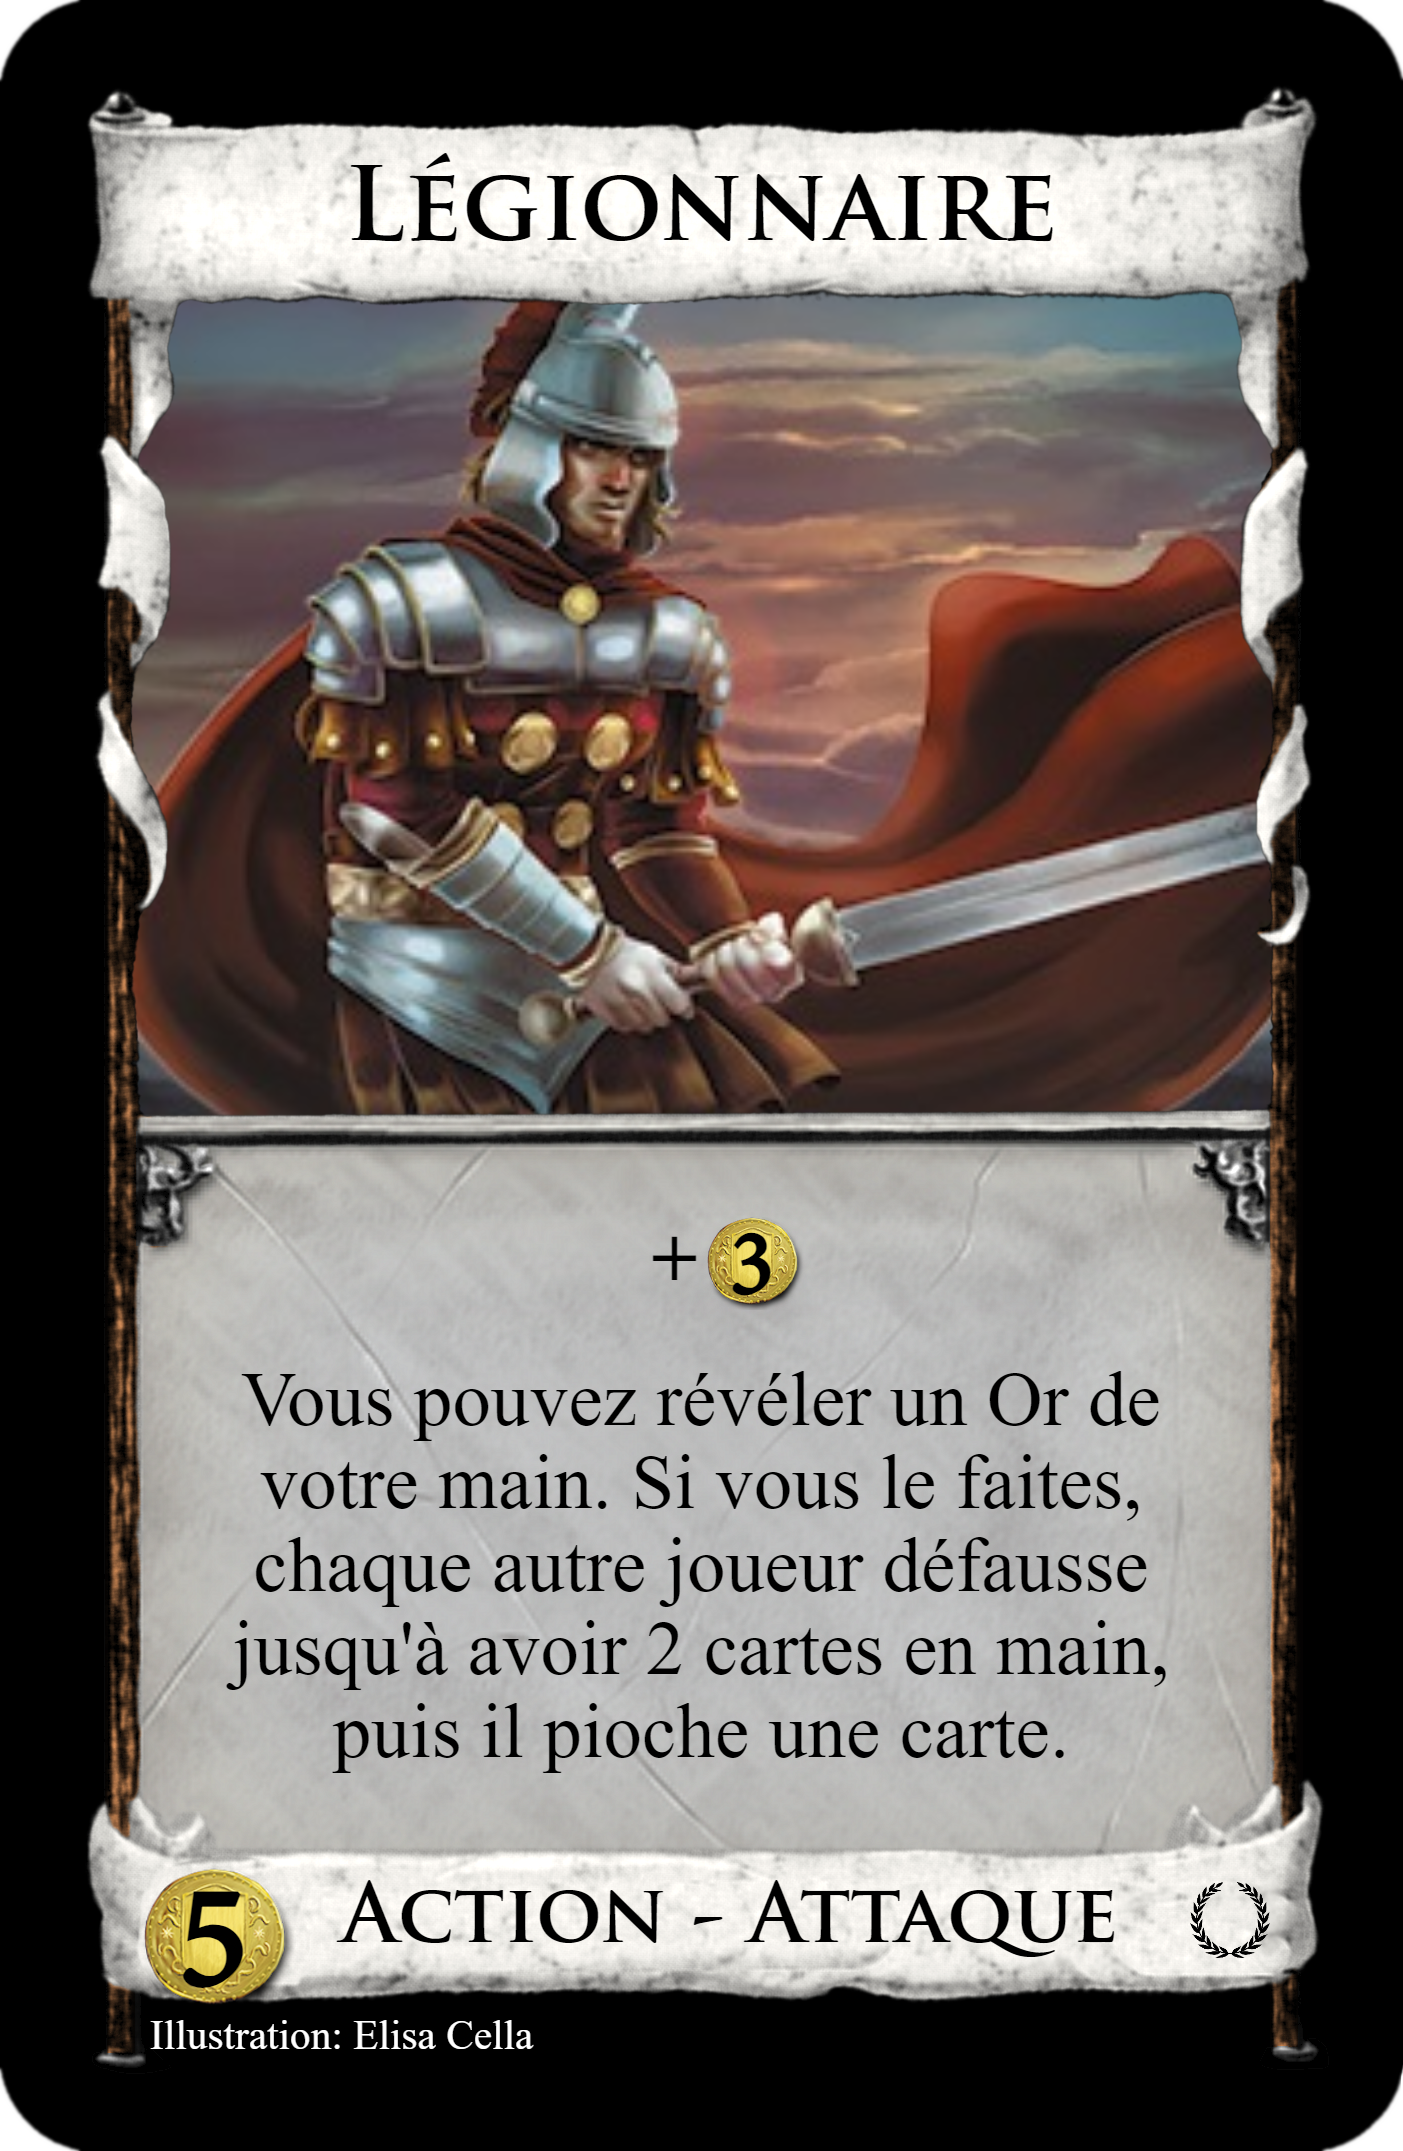 Légionnaire
+3
Vous pouvez révéler un Or de
votre main. Si vous le faites,
chaque autre joueur défausse
jusqu'à avoir 2 cartes en main,
puis il pioche une carte.
5 Action - Attaque
Illustration: Elisa Cella